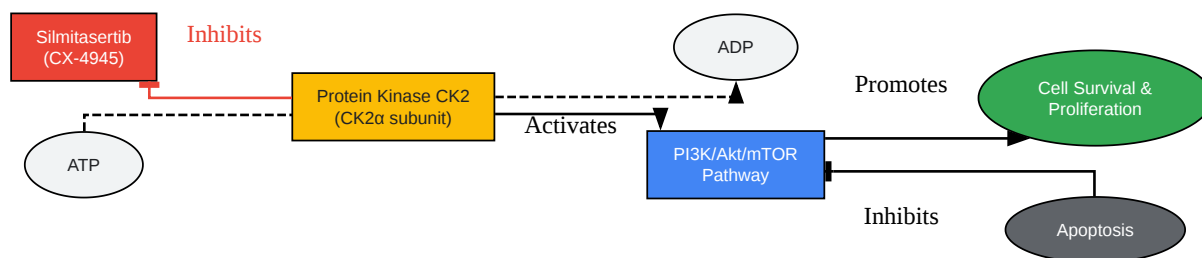 Silmitasertib
(CX-4945)
Inhibits
ATP
Protein Kinase CK2
(CK2α subunit)
Activates
ADP
PI3K/Akt/mTOR
Pathway
Promotes
Cell Survival &
Proliferation
Inhibits
Apoptosis